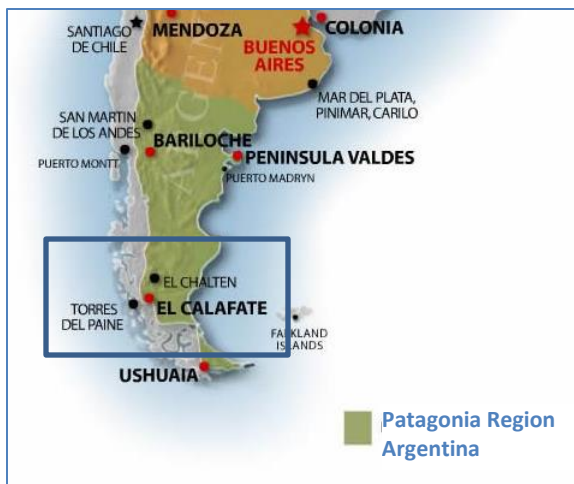 SANTIAGO
DE CHILE
MENDOZA
COLONIA
BUENOS
AIRES
ARGEN
MAR DEL PLATA,
PINIMAR, CARILO
SAN MARTIN
DE LOS ANDES
BARILOCHE
PUERTO MONTT
PENINSULA VALDES
PUERTO MADRYN
EL CHALTEN
EL CALAFATE
TORRES
DEL PAINE
FALKLAND
ISLANDS
USHUAIA
Patagonia Region
Argentina